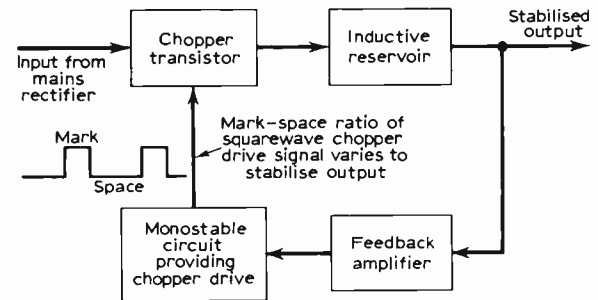 Stabilised
output
Chopper
transistor
Inductive
reservoir
Input from
mains
rectifier
Mark-space ratio of
squarewave chopper
drive signal varies to
stabilise output
Mark
Space
Monostable
circuit
providing
chopper drive
Feedback
amplifier